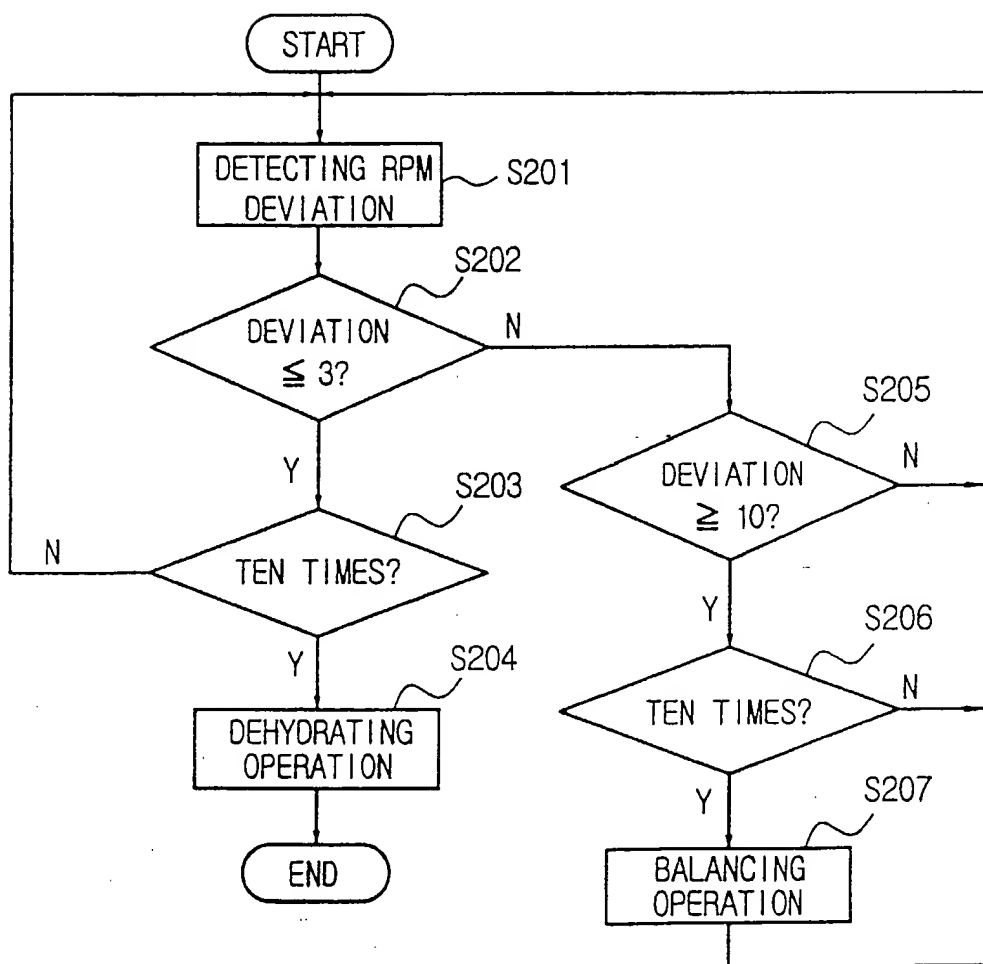 START
DETECTING RPM
DEVIATION
S201
S202
DEVIATION
≦ 3?
N
Y
S205
DEVIATION
≧ 10?
N
S203
TEN TIMES?
N
Y
Y
S206
TEN TIMES?
N
S204
DEHYDRATING
OPERATION
Y
S207
BALANCING
OPERATION
END